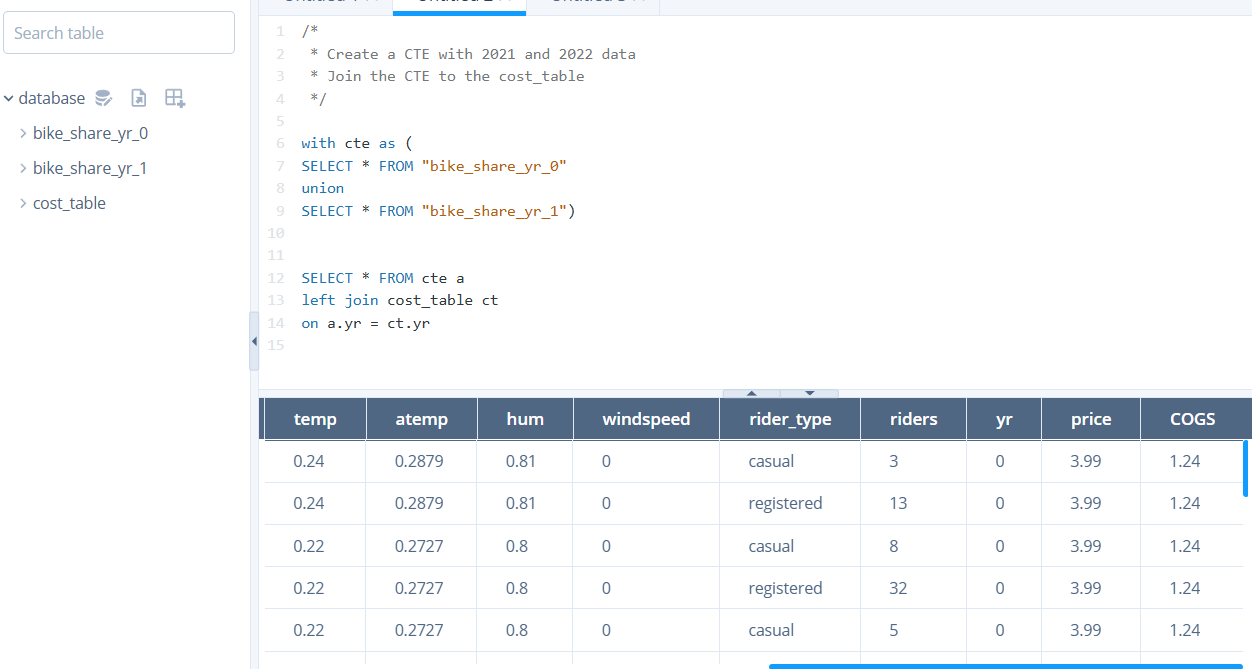 Search table
database
bike_share_yr_0
bike_share_yr_1
cost_table
1 /*
2  * Create a CTE with 2021 and 2022 data
3  * Join the CTE to the cost_table
4  */
5
6 with cte as (
7 SELECT * FROM "bike_share_yr_0"
8 union
9 SELECT * FROM "bike_share_yr_1")
10
11
12 SELECT * FROM cte a
13 left join cost_table ct
14 on a.yr = ct.yr
15
temp atemp hum windspeed rider_type riders yr price COGS
0.24 0.2879 0.81 0 casual 3 0 3.99 1.24
0.24 0.2879 0.81 0 registered 13 0 3.99 1.24
0.22 0.2727 0.8 0 casual 8 0 3.99 1.24
0.22 0.2727 0.8 0 registered 32 0 3.99 1.24
0.22 0.2727 0.8 0 casual 5 0 3.99 1.24